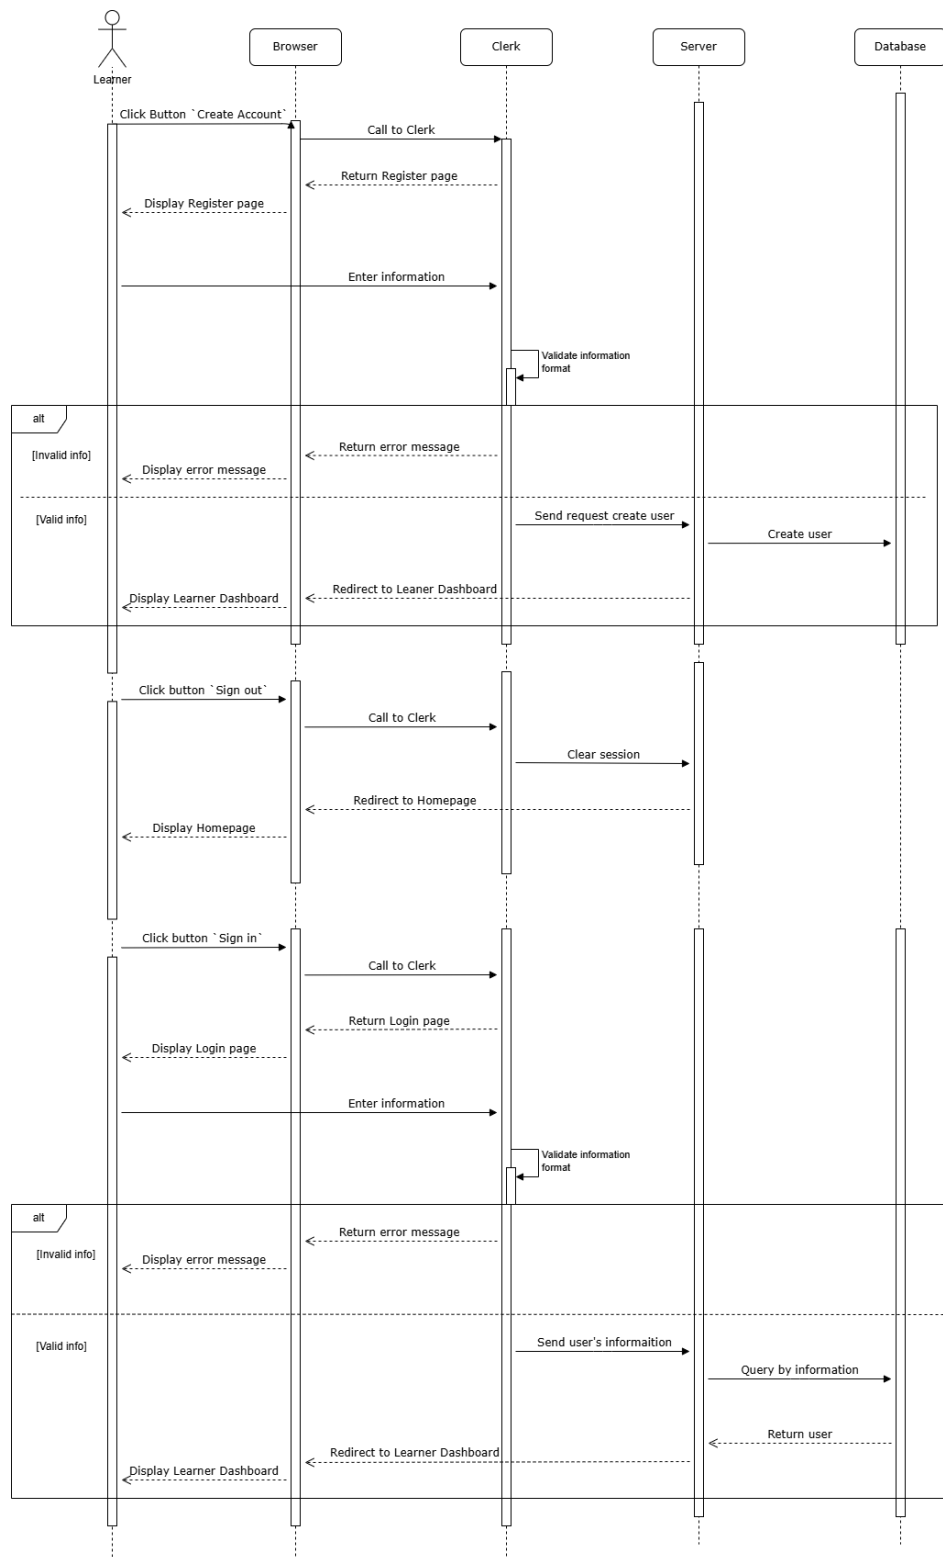 Learner
Browser
Clerk
Server
Database
Click Button `Create Account`
Call to Clerk
Return Register page
Display Register page
Enter information
Validate information
format
alt
[Invalid info]
Return error message
Display error message
[Valid info]
Send request create user
Create user
Redirect to Leaner Dashboard
Display Learner Dashboard
Click button `Sign out`
Call to Clerk
Clear session
Redirect to Homepage
Display Homepage
Click button `Sign in`
Call to Clerk
Return Login page
Display Login page
Enter information
Validate information
format
alt
Return error message
[Invalid info]
Display error message
[Valid info]
Send user's informaition
Query by information
Return user
Redirect to Learner Dashboard
Display Learner Dashboard